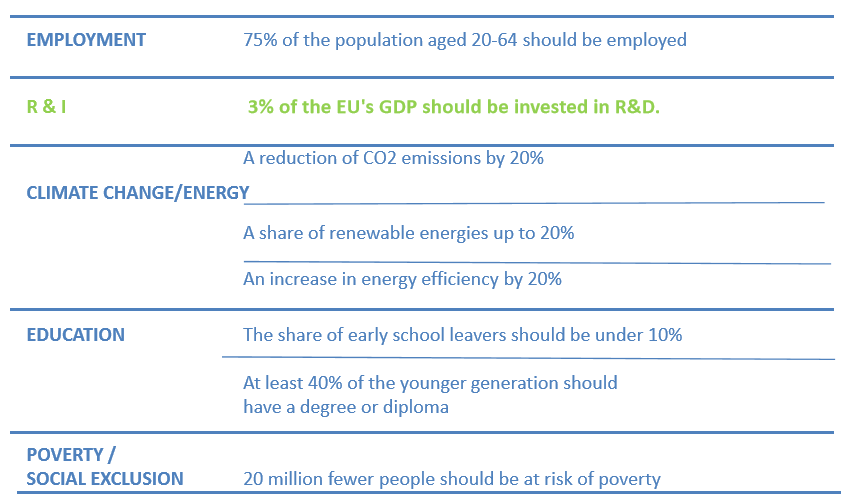 EMPLOYMENT 75% of the population aged 20-64 should be employed
R & I 3% of the EU's GDP should be invested in R&D.
A reduction of CO2 emissions by 20%
CLIMATE CHANGE/ENERGY
A share of renewable energies up to 20%
An increase in energy efficiency by 20%
EDUCATION The share of early school leavers should be under 10%
At least 40% of the younger generation should
have a degree or diploma
POVERTY /
SOCIAL EXCLUSION 20 million fewer people should be at risk of poverty